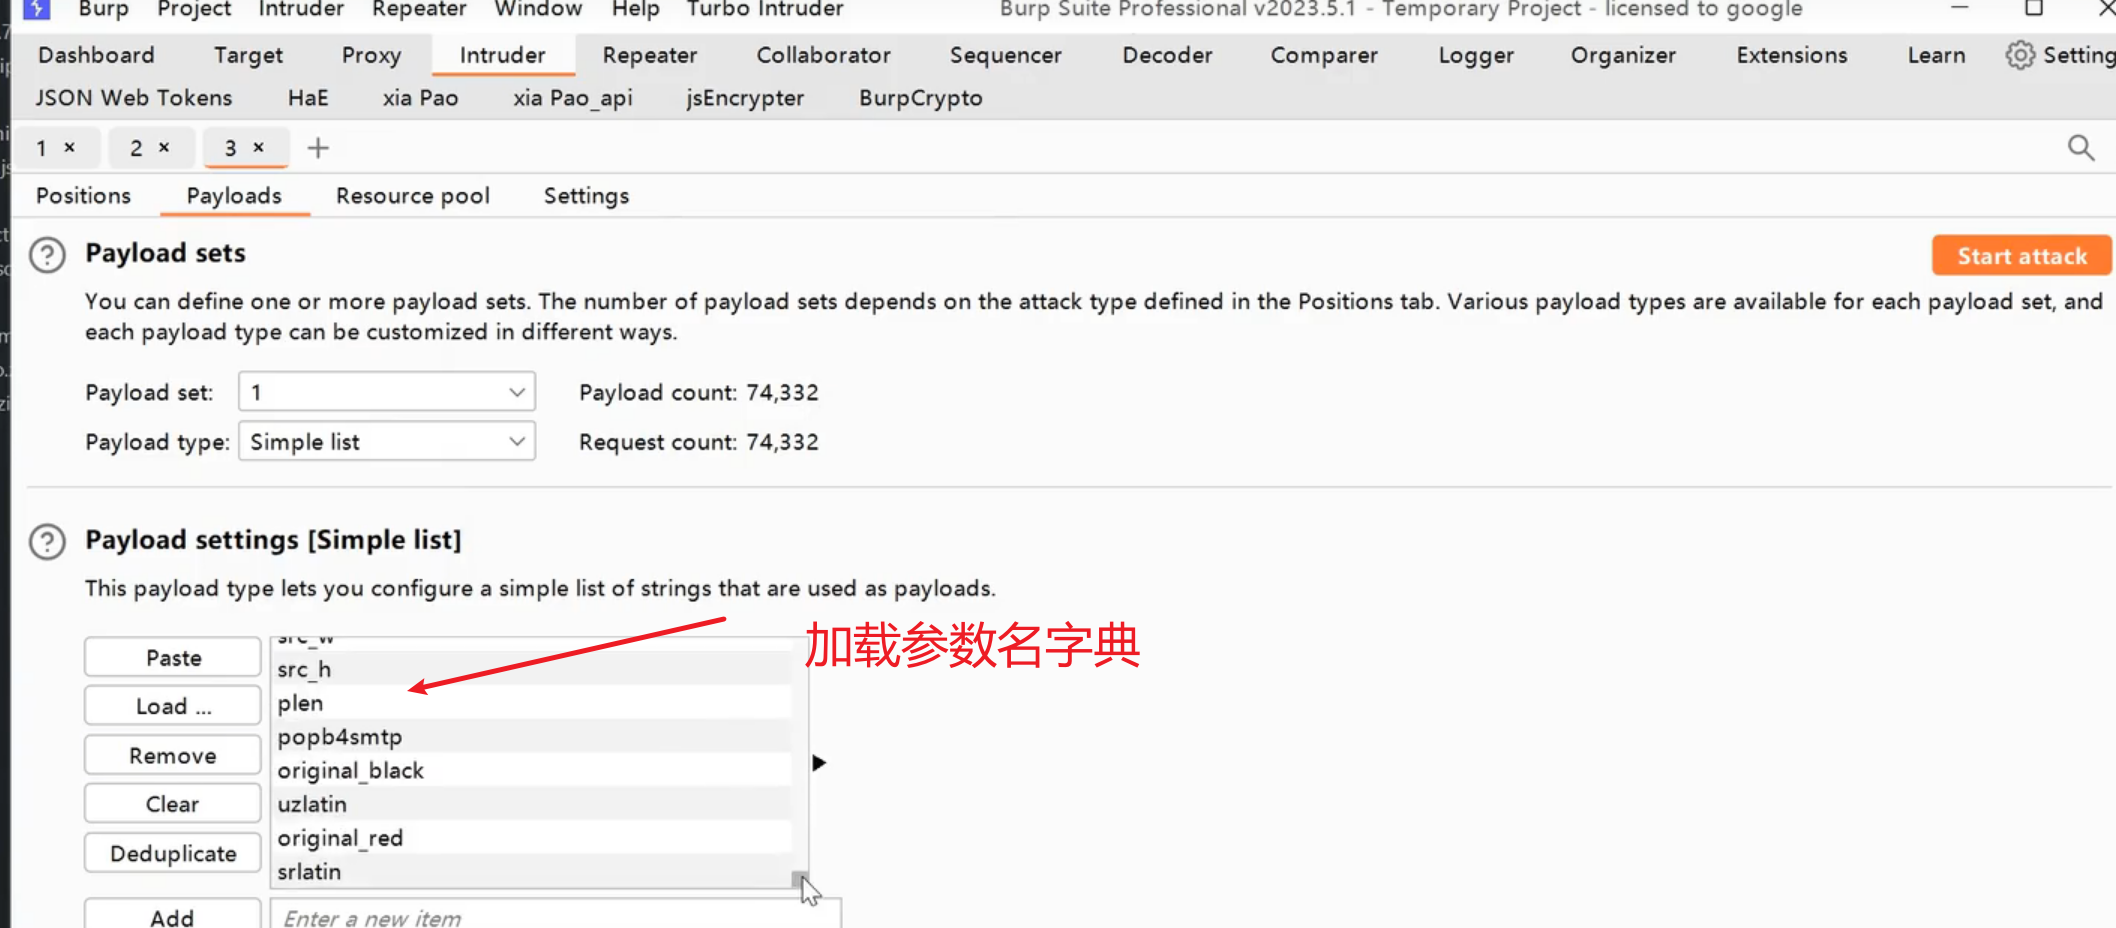 Burp Project Intruder Repeater Window Help Turbo Intruder Burp Suite Professional v2023.5.1 - Temporary Project - licensed to google
Dashboard Target Proxy Intruder Repeater Collaborator Sequencer Decoder Comparer Logger Organizer Extensions Learn Setting
JSON Web Tokens HaE xia Pao xia Pao_api jsEncrypter BurpCrypto
1 × 2 × 3 × +
Positions Payloads Resource pool Settings
? Payload sets
Start attack
You can define one or more payload sets. The number of payload sets depends on the attack type defined in the Positions tab. Various payload types are available for each payload set, and
each payload type can be customized in different ways.
Payload set: 1 Payload count: 74,332
Payload type: Simple list Request count: 74,332
? Payload settings [Simple list]
This payload type lets you configure a simple list of strings that are used as payloads.
加载参数名字典
Paste
Load ...
Remove
Clear
Deduplicate
src_w
src_h
plen
popb4smtp
original_black
uzlatin
original_red
srlatin
Add Enter a new item